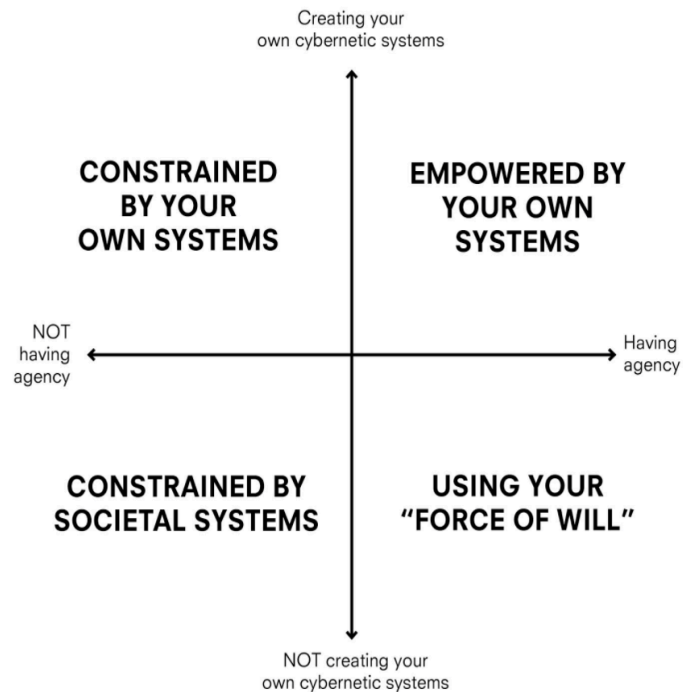 Creating your
own cybernetic systems
CONSTRAINED
BY YOUR
OWN SYSTEMS
EMPOWERED BY
YOUR OWN
SYSTEMS
NOT
having
agency
Having
agency
CONSTRAINED BY
SOCIETAL SYSTEMS
USING YOUR
“FORCE OF WILL”
NOT creating your
own cybernetic systems